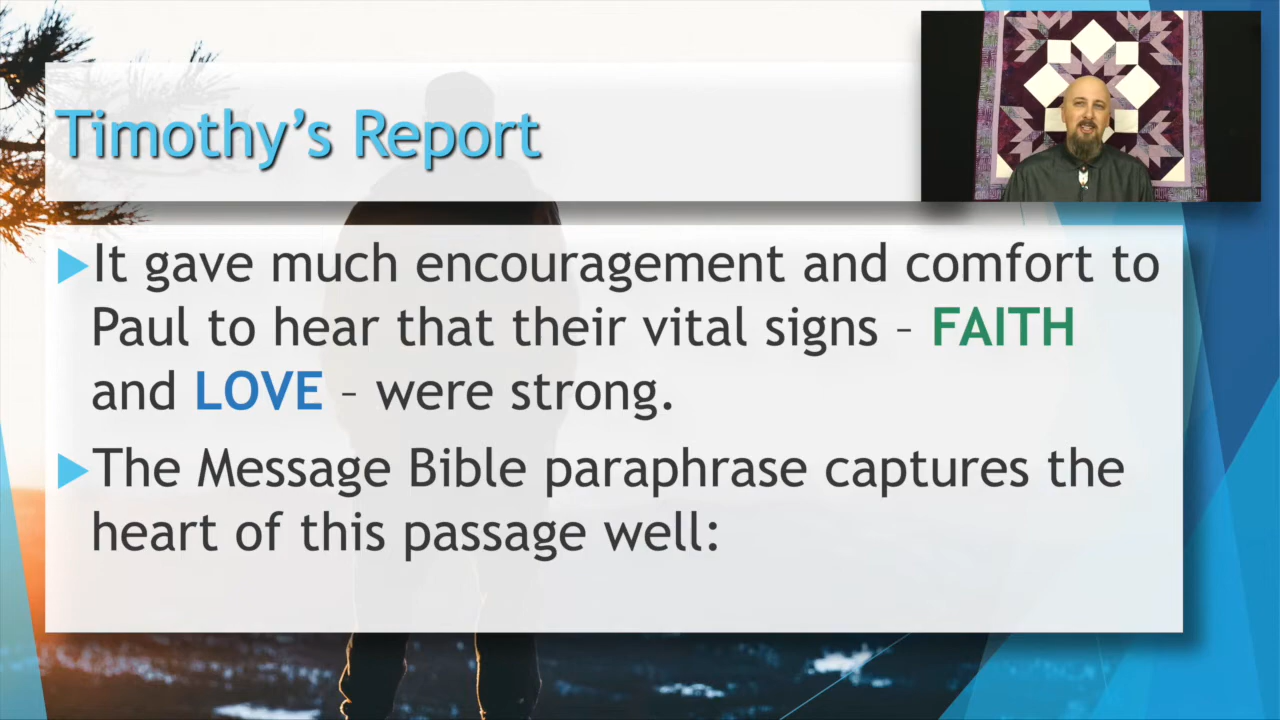 Timothy’s Report
It gave much encouragement and comfort to
Paul to hear that their vital signs – FAITH
and LOVE – were strong.
The Message Bible paraphrase captures the
heart of this passage well: